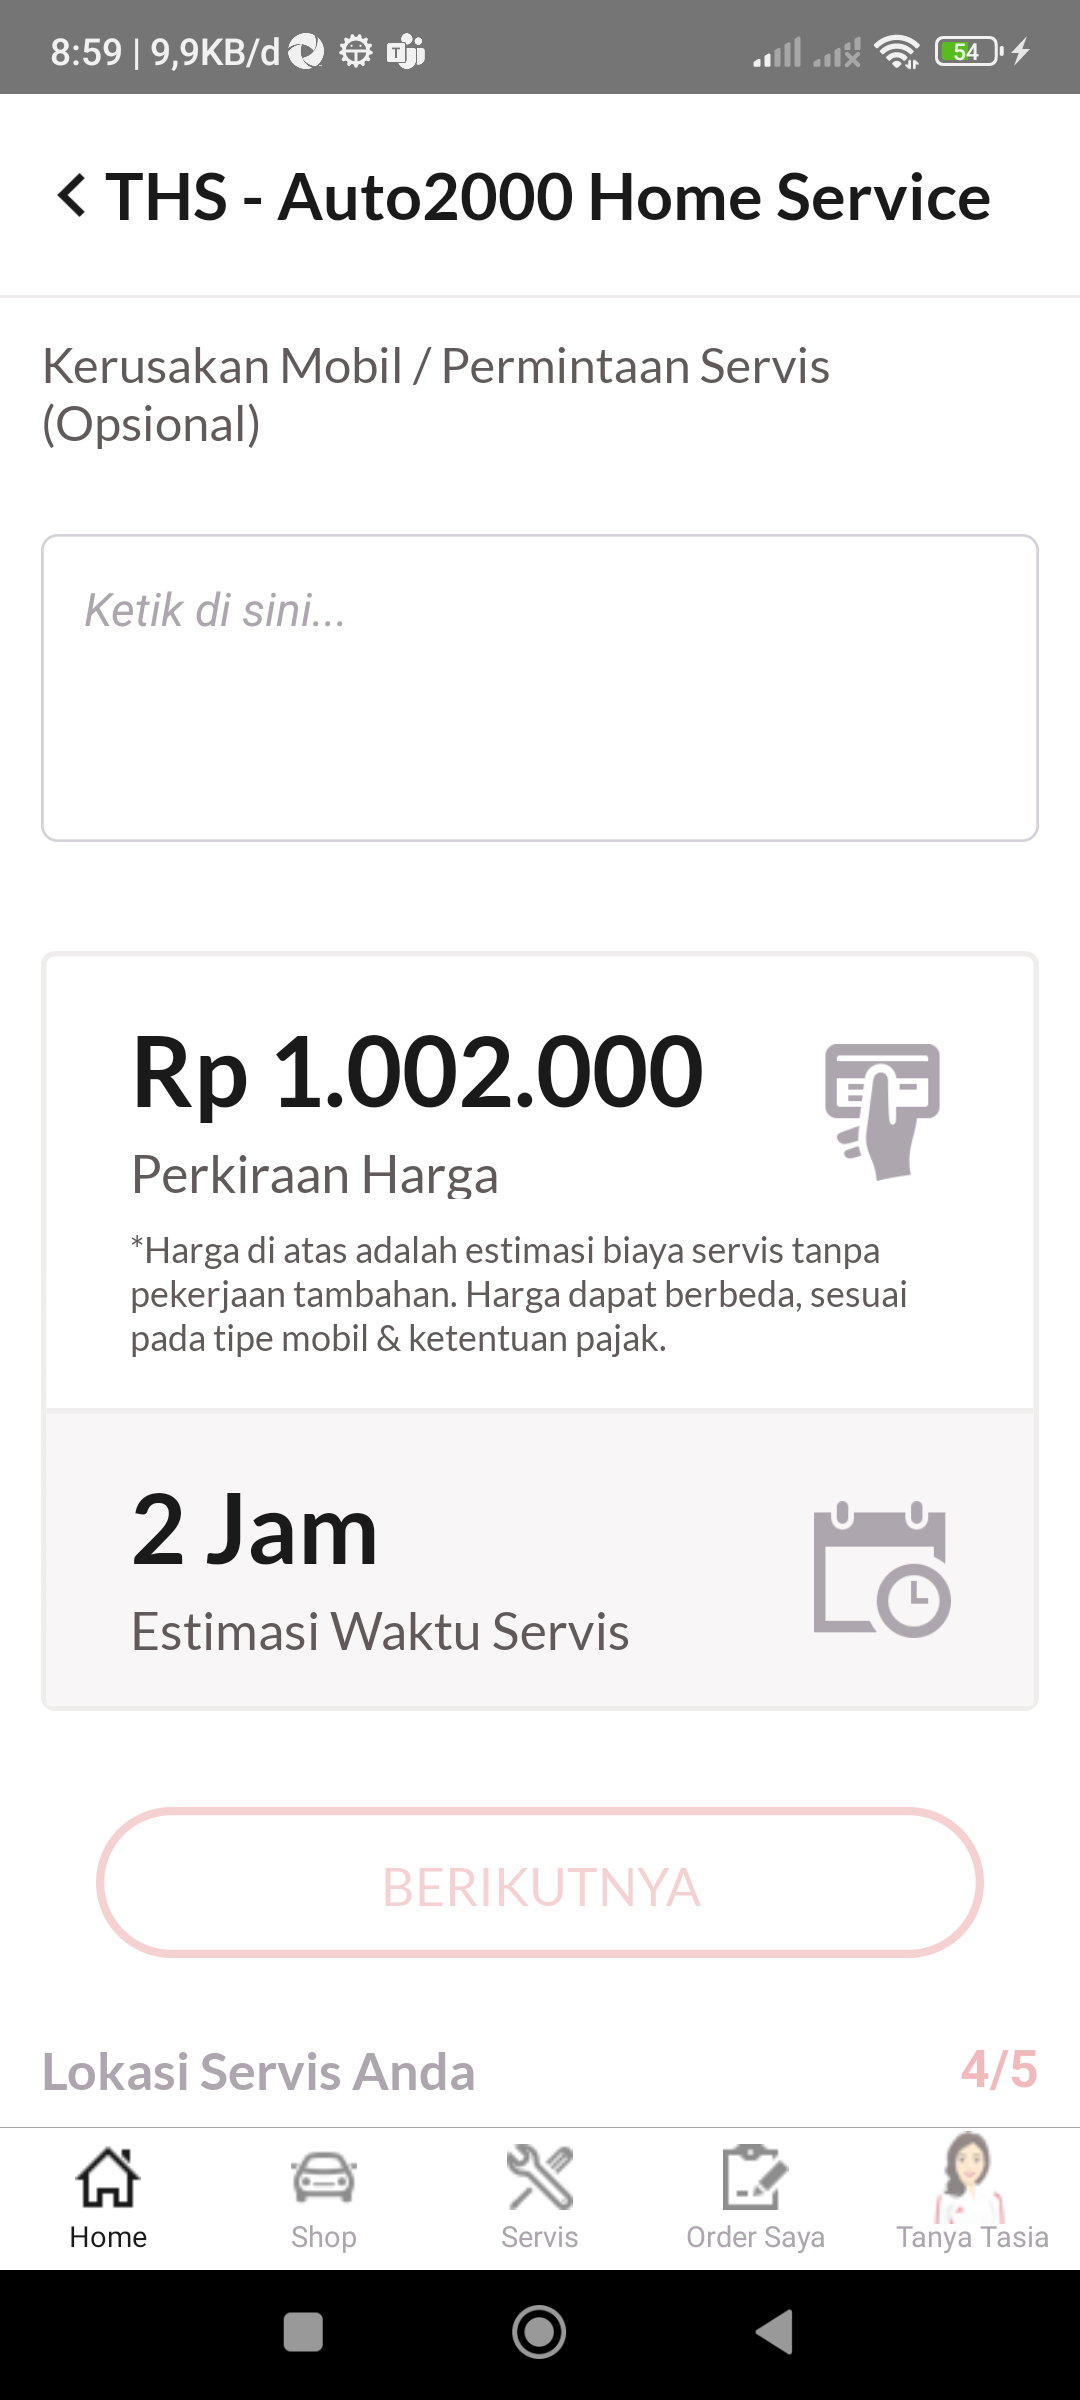 8:59 | 9,9KB/d
54
THS - Auto2000 Home Service
Kerusakan Mobil / Permintaan Servis
(Opsional)
Ketik di sini...
Rp 1.002.000
Perkiraan Harga
*Harga di atas adalah estimasi biaya servis tanpa
pekerjaan tambahan. Harga dapat berbeda, sesuai
pada tipe mobil & ketentuan pajak.
2 Jam
Estimasi Waktu Servis
BERIKUTNYA
Lokasi Servis Anda
4/5
Home
Shop
Servis
Order Saya
Tanya Tasia